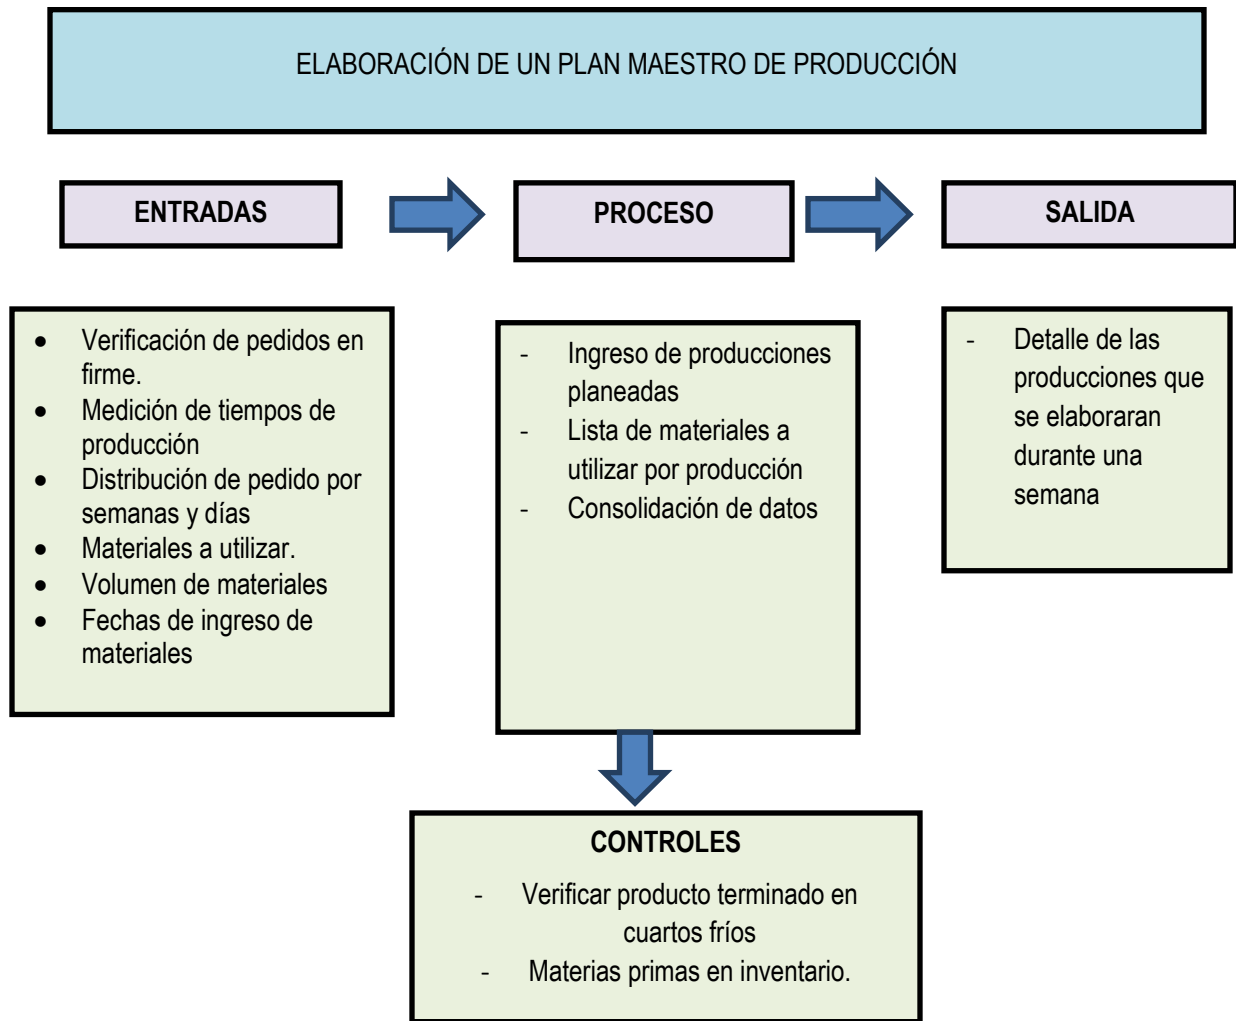 ELABORACIÓN DE UN PLAN MAESTRO DE PRODUCCIÓN
ENTRADAS
PROCESO
SALIDA
• Verificación de pedidos en
firme.
• Medición de tiempos de
producción
• Distribución de pedido por
semanas y días
• Materiales a utilizar.
• Volumen de materiales
• Fechas de ingreso de
materiales
- Ingreso de producciones
planeadas
- Lista de materiales a
utilizar por producción
- Consolidación de datos
- Detalle de las
producciones que
se elaboraran
durante una
semana
CONTROLES
- Verificar producto terminado en
cuartos fríos
- Materias primas en inventario.